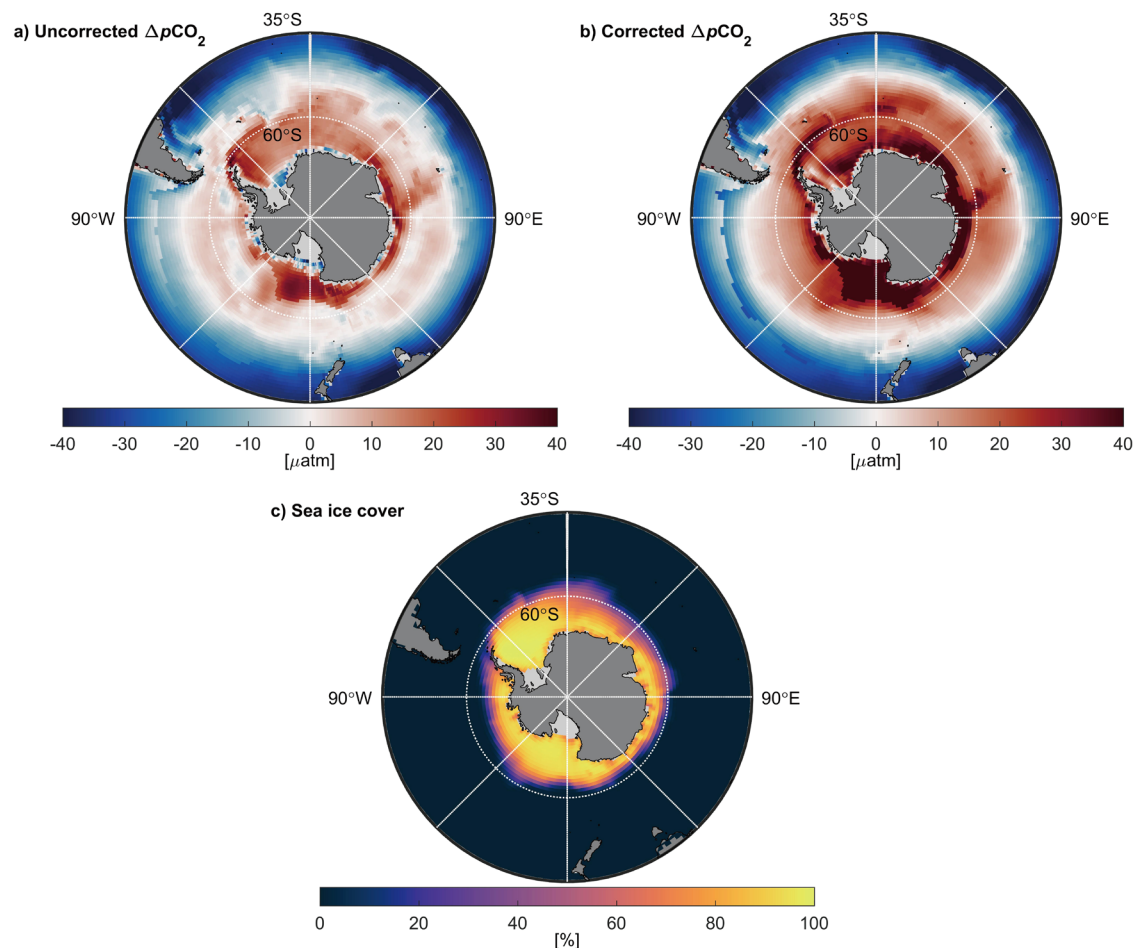 a) Uncorrected ΔpCO₂
35°S
60°S
90°W
90°E
-40 -30 -20 -10 0 10 20 30 40
[μatm]
b) Corrected ΔpCO₂
35°S
60°S
90°W
90°E
-40 -30 -20 -10 0 10 20 30 40
[μatm]
c) Sea ice cover
35°S
60°S
90°W
90°E
0 20 40 60 80 100
[%]